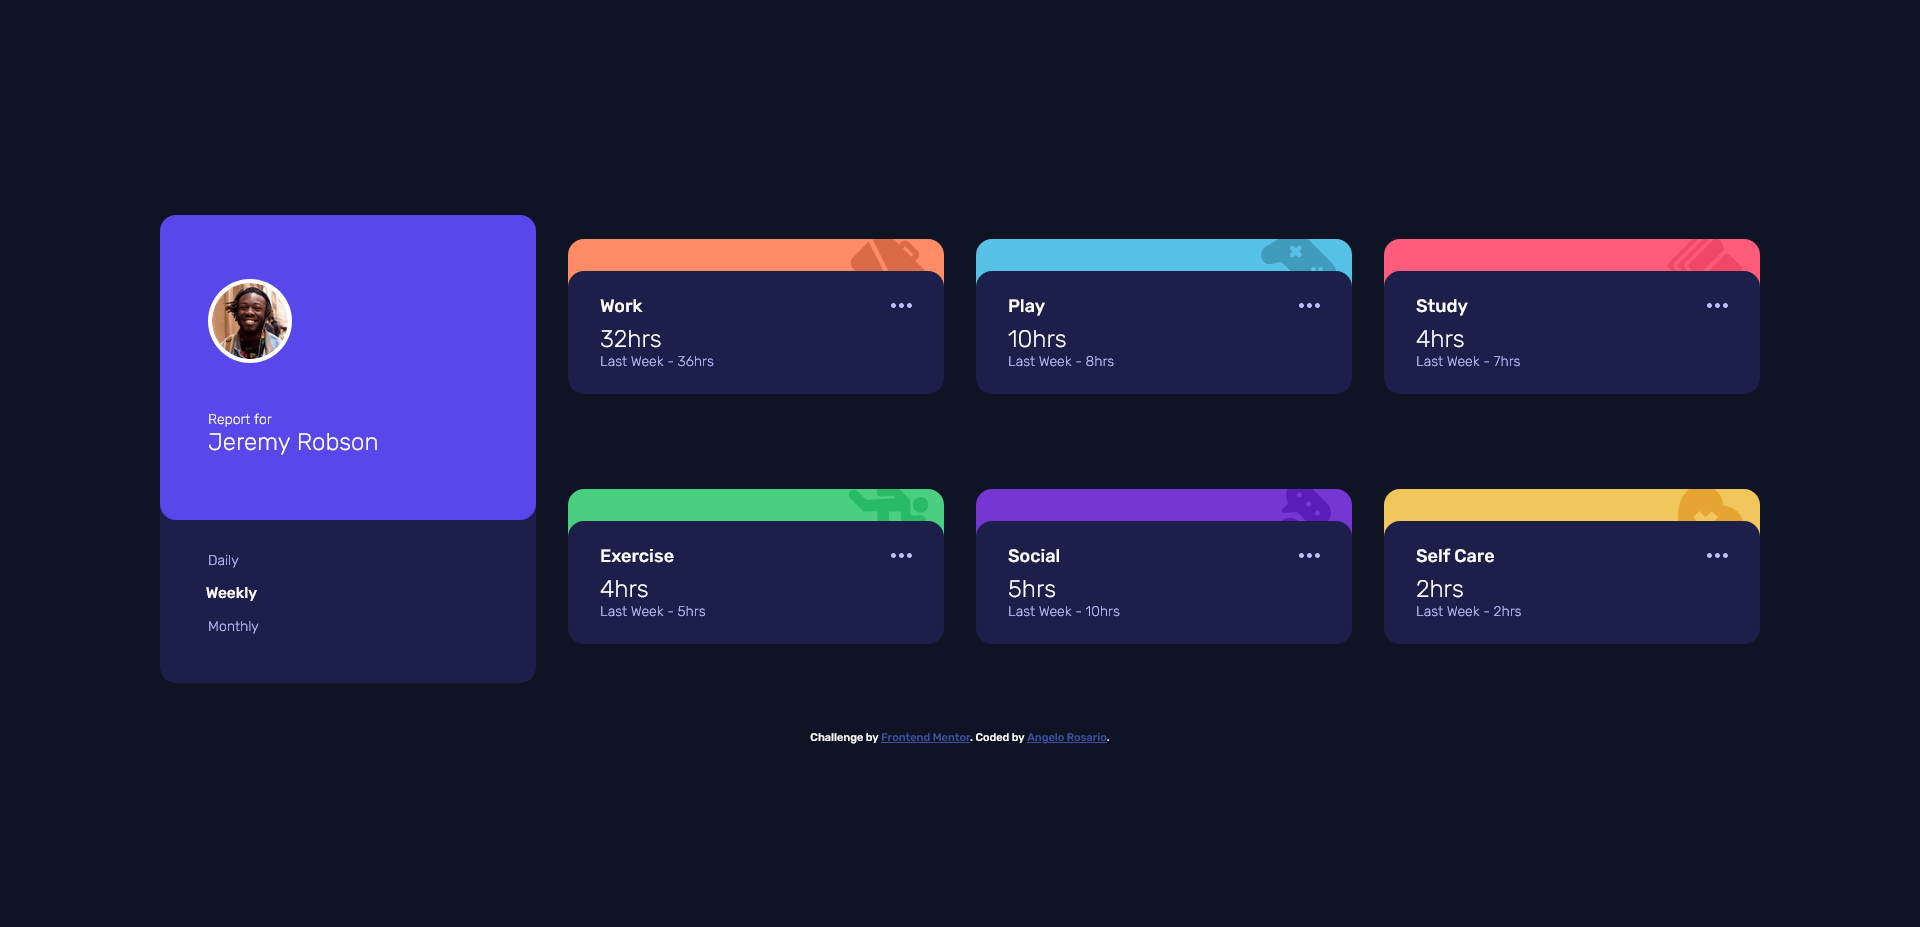 Report for
Jeremy Robson
Daily
Weekly
Monthly
Work
32hrs
Last Week - 36hrs
Play
10hrs
Last Week - 8hrs
Study
4hrs
Last Week - 7hrs
Exercise
4hrs
Last Week - 5hrs
Social
5hrs
Last Week - 10hrs
Self Care
2hrs
Last Week - 2hrs
Challenge by Frontend Mentor. Coded by Angelo Rosario.